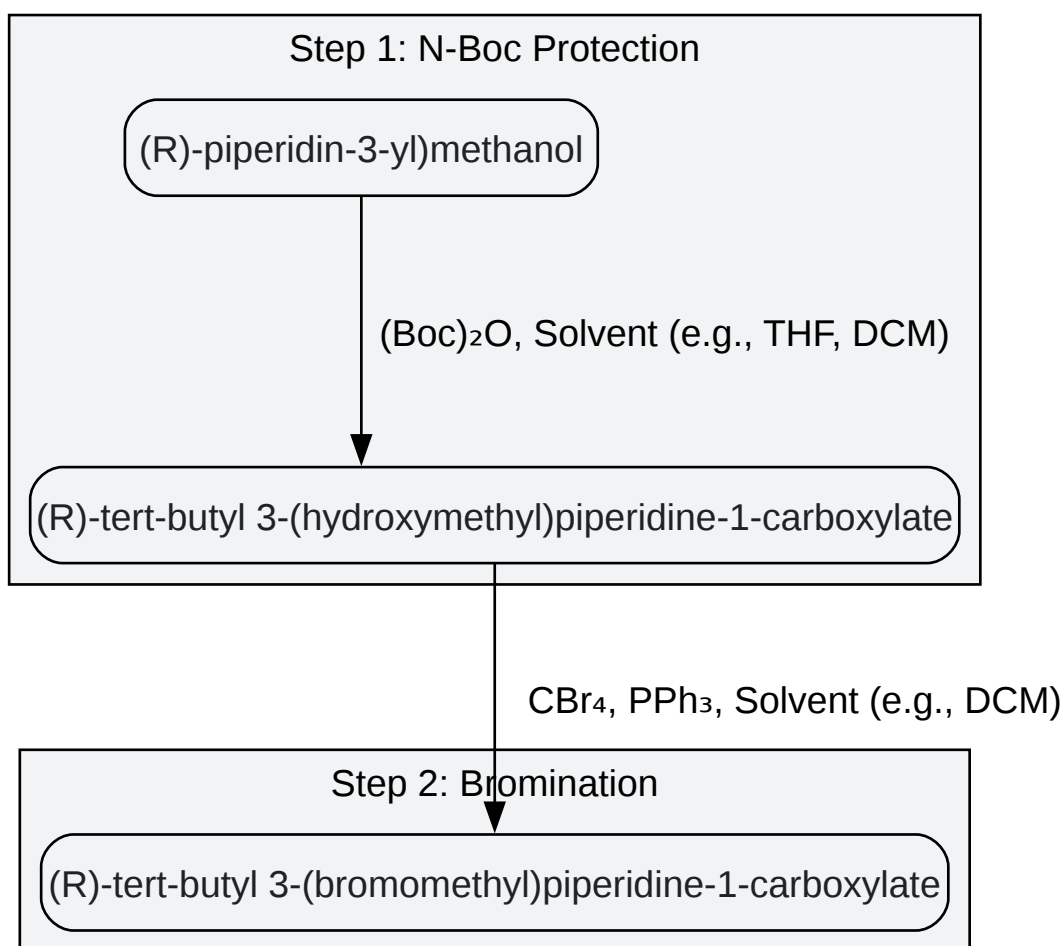 Step 1: N-Boc Protection
(R)-piperidin-3-yl)methanol
(Boc)₂O, Solvent (e.g., THF, DCM)
(R)-tert-butyl 3-(hydroxymethyl)piperidine-1-carboxylate
CBr₄, PPh₃, Solvent (e.g., DCM)
Step 2: Bromination
(R)-tert-butyl 3-(bromomethyl)piperidine-1-carboxylate